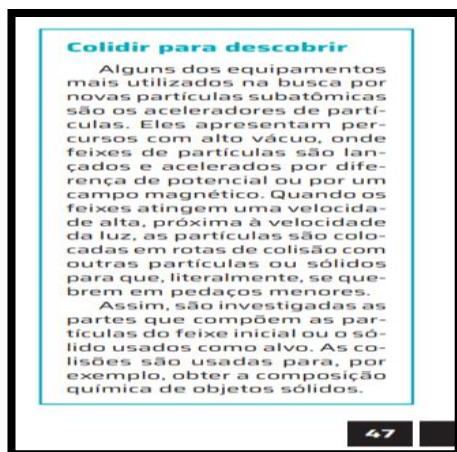 Colidir para descobrir
Alguns dos equipamentos
mais utilizados na busca por
novas partículas subatômicas
são os aceleradores de partí-
culas. Eles apresentam per-
cursos com alto vácuo, onde
feixes de partículas são lan-
çados e acelerados por dife-
rença de potencial ou por um
campo magnético. Quando os
feixes atingem uma velocida-
de alta, próxima à velocidade
da luz, as partículas são colo-
cadas em rotas de colisão com
outras partículas ou sólidos
para que, literalmente, se que-
brem em pedaços menores.
Assim, são investigadas as
partes que compõem as par-
tículas do feixe inicial ou o só-
lido usados como alvo. As co-
lisões são usadas para, por
exemplo, obter a composição
química de objetos sólidos.
47